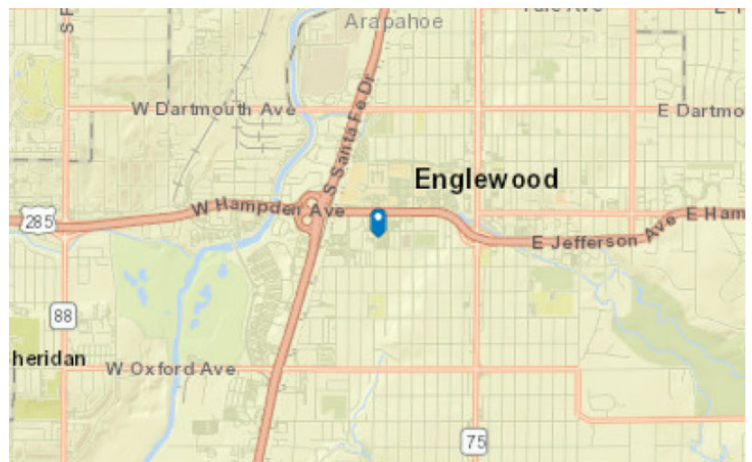 Arapahoe
W Dartmouth Ave
E Dartmo
S Santa Fe Dr
Englewood
W Hampden Ave
285
E Jefferson Ave
E Ham
88
heridan
W Oxford Ave
75